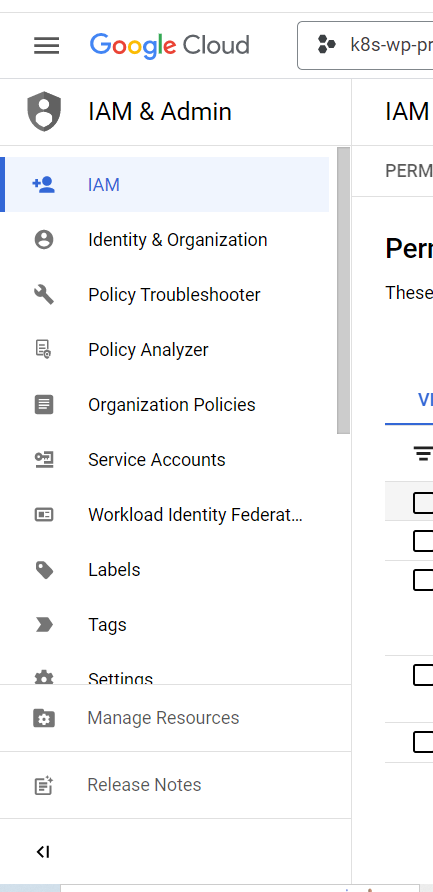 Google Cloud
k8s-wp-pr
IAM & Admin
IAM
PERM
IAM
Identity & Organization
Policy Troubleshooter
Policy Analyzer
Organization Policies
Service Accounts
Workload Identity Federat...
Labels
Tags
Settings
Manage Resources
Release Notes
Perr
These
VI